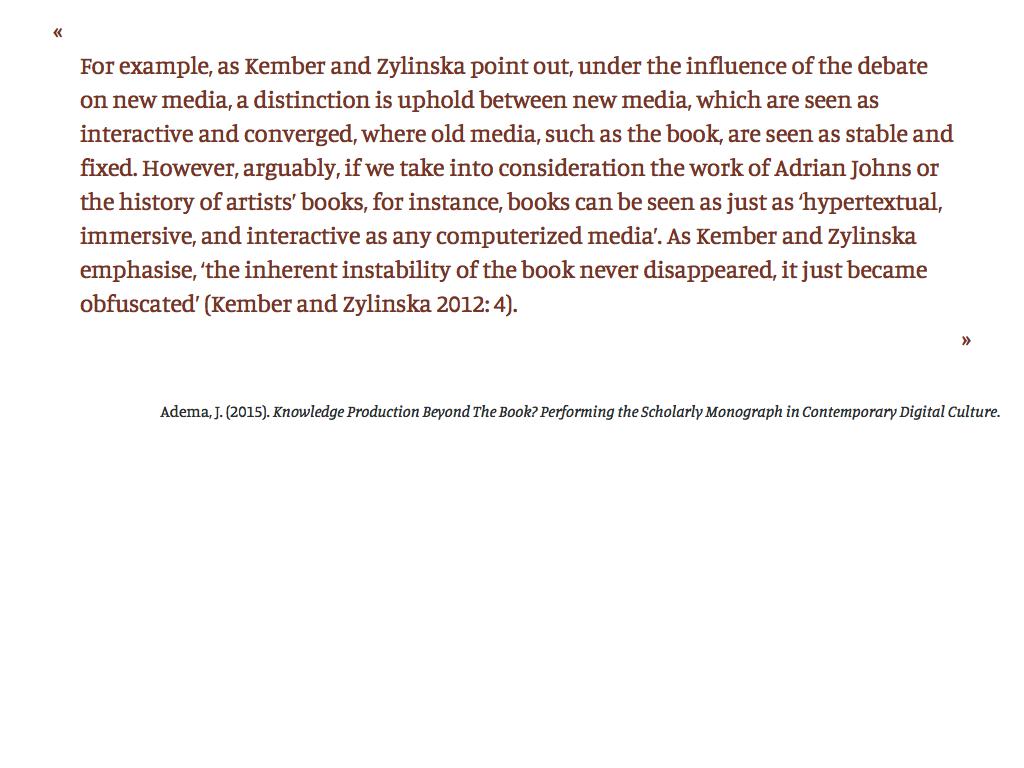 «
For example, as Kember and Zylinska point out, under the influence of the debate
on new media, a distinction is uphold between new media, which are seen as
interactive and converged, where old media, such as the book, are seen as stable and
fixed. However, arguably, if we take into consideration the work of Adrian Johns or
the history of artists’ books, for instance, books can be seen as just as ‘hypertextual,
immersive, and interactive as any computerized media’. As Kember and Zylinska
emphasise, ‘the inherent instability of the book never disappeared, it just became
obfuscated’ (Kember and Zylinska 2012: 4).
»
Adema, J. (2015). Knowledge Production Beyond The Book? Performing the Scholarly Monograph in Contemporary Digital Culture.